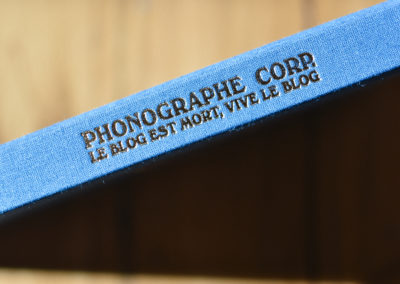 PHONOGRAPHE CORP.
LE BLOG EST MORT, VIVE LE BLOG